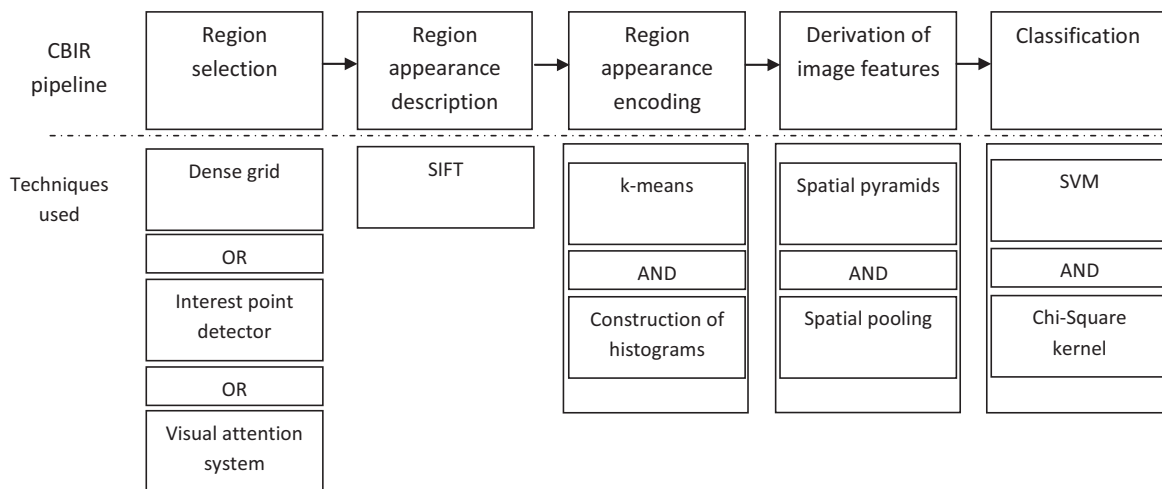 CBIR
pipeline
Region
selection
Region
appearance
description
Region
appearance
encoding
Derivation of
image features
Classification
Techniques
used
Dense grid
OR
Interest point
detector
OR
Visual attention
system
SIFT
k-means
AND
Construction of
histograms
Spatial pyramids
AND
Spatial pooling
SVM
AND
Chi-Square
kernel